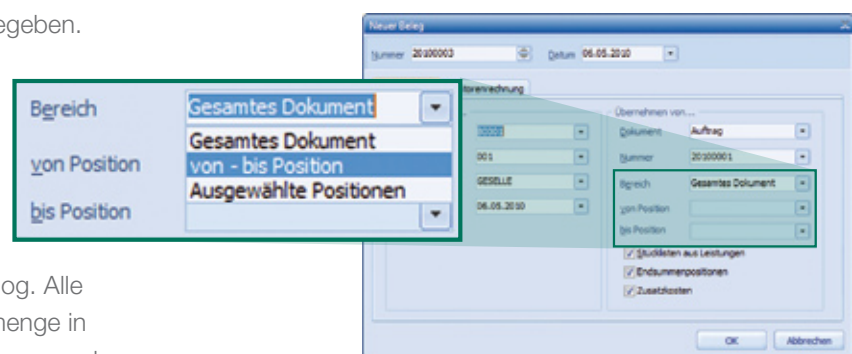 egeben.
Neuer Beleg
Nummer 20100003 Datum 06.05.2010
torenrechnung
Übernehmen von...
Dokument Auftrag
001
Nummer 20100001
GESELLE
Bereich Gesamtes Dokument
06.05.2010
von Position
bis Position
Stücklisten aus Leistungen
Endsummenpositionen
Zusatzkosten
OK Abbrechen
Bereich Gesamtes Dokument
Gesamtes Dokument
von Position von - bis Position
Ausgewählte Positionen
bis Position
og. Alle
nenge in